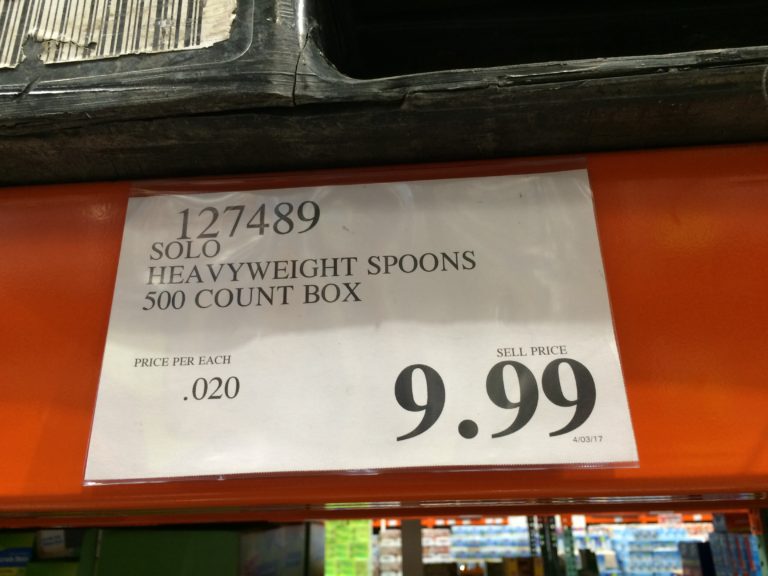 127489
SOLO
HEAVYWEIGHT SPOONS
500 COUNT BOX
PRICE PER EACH
.020
SELL PRICE
9.99
4/03/17